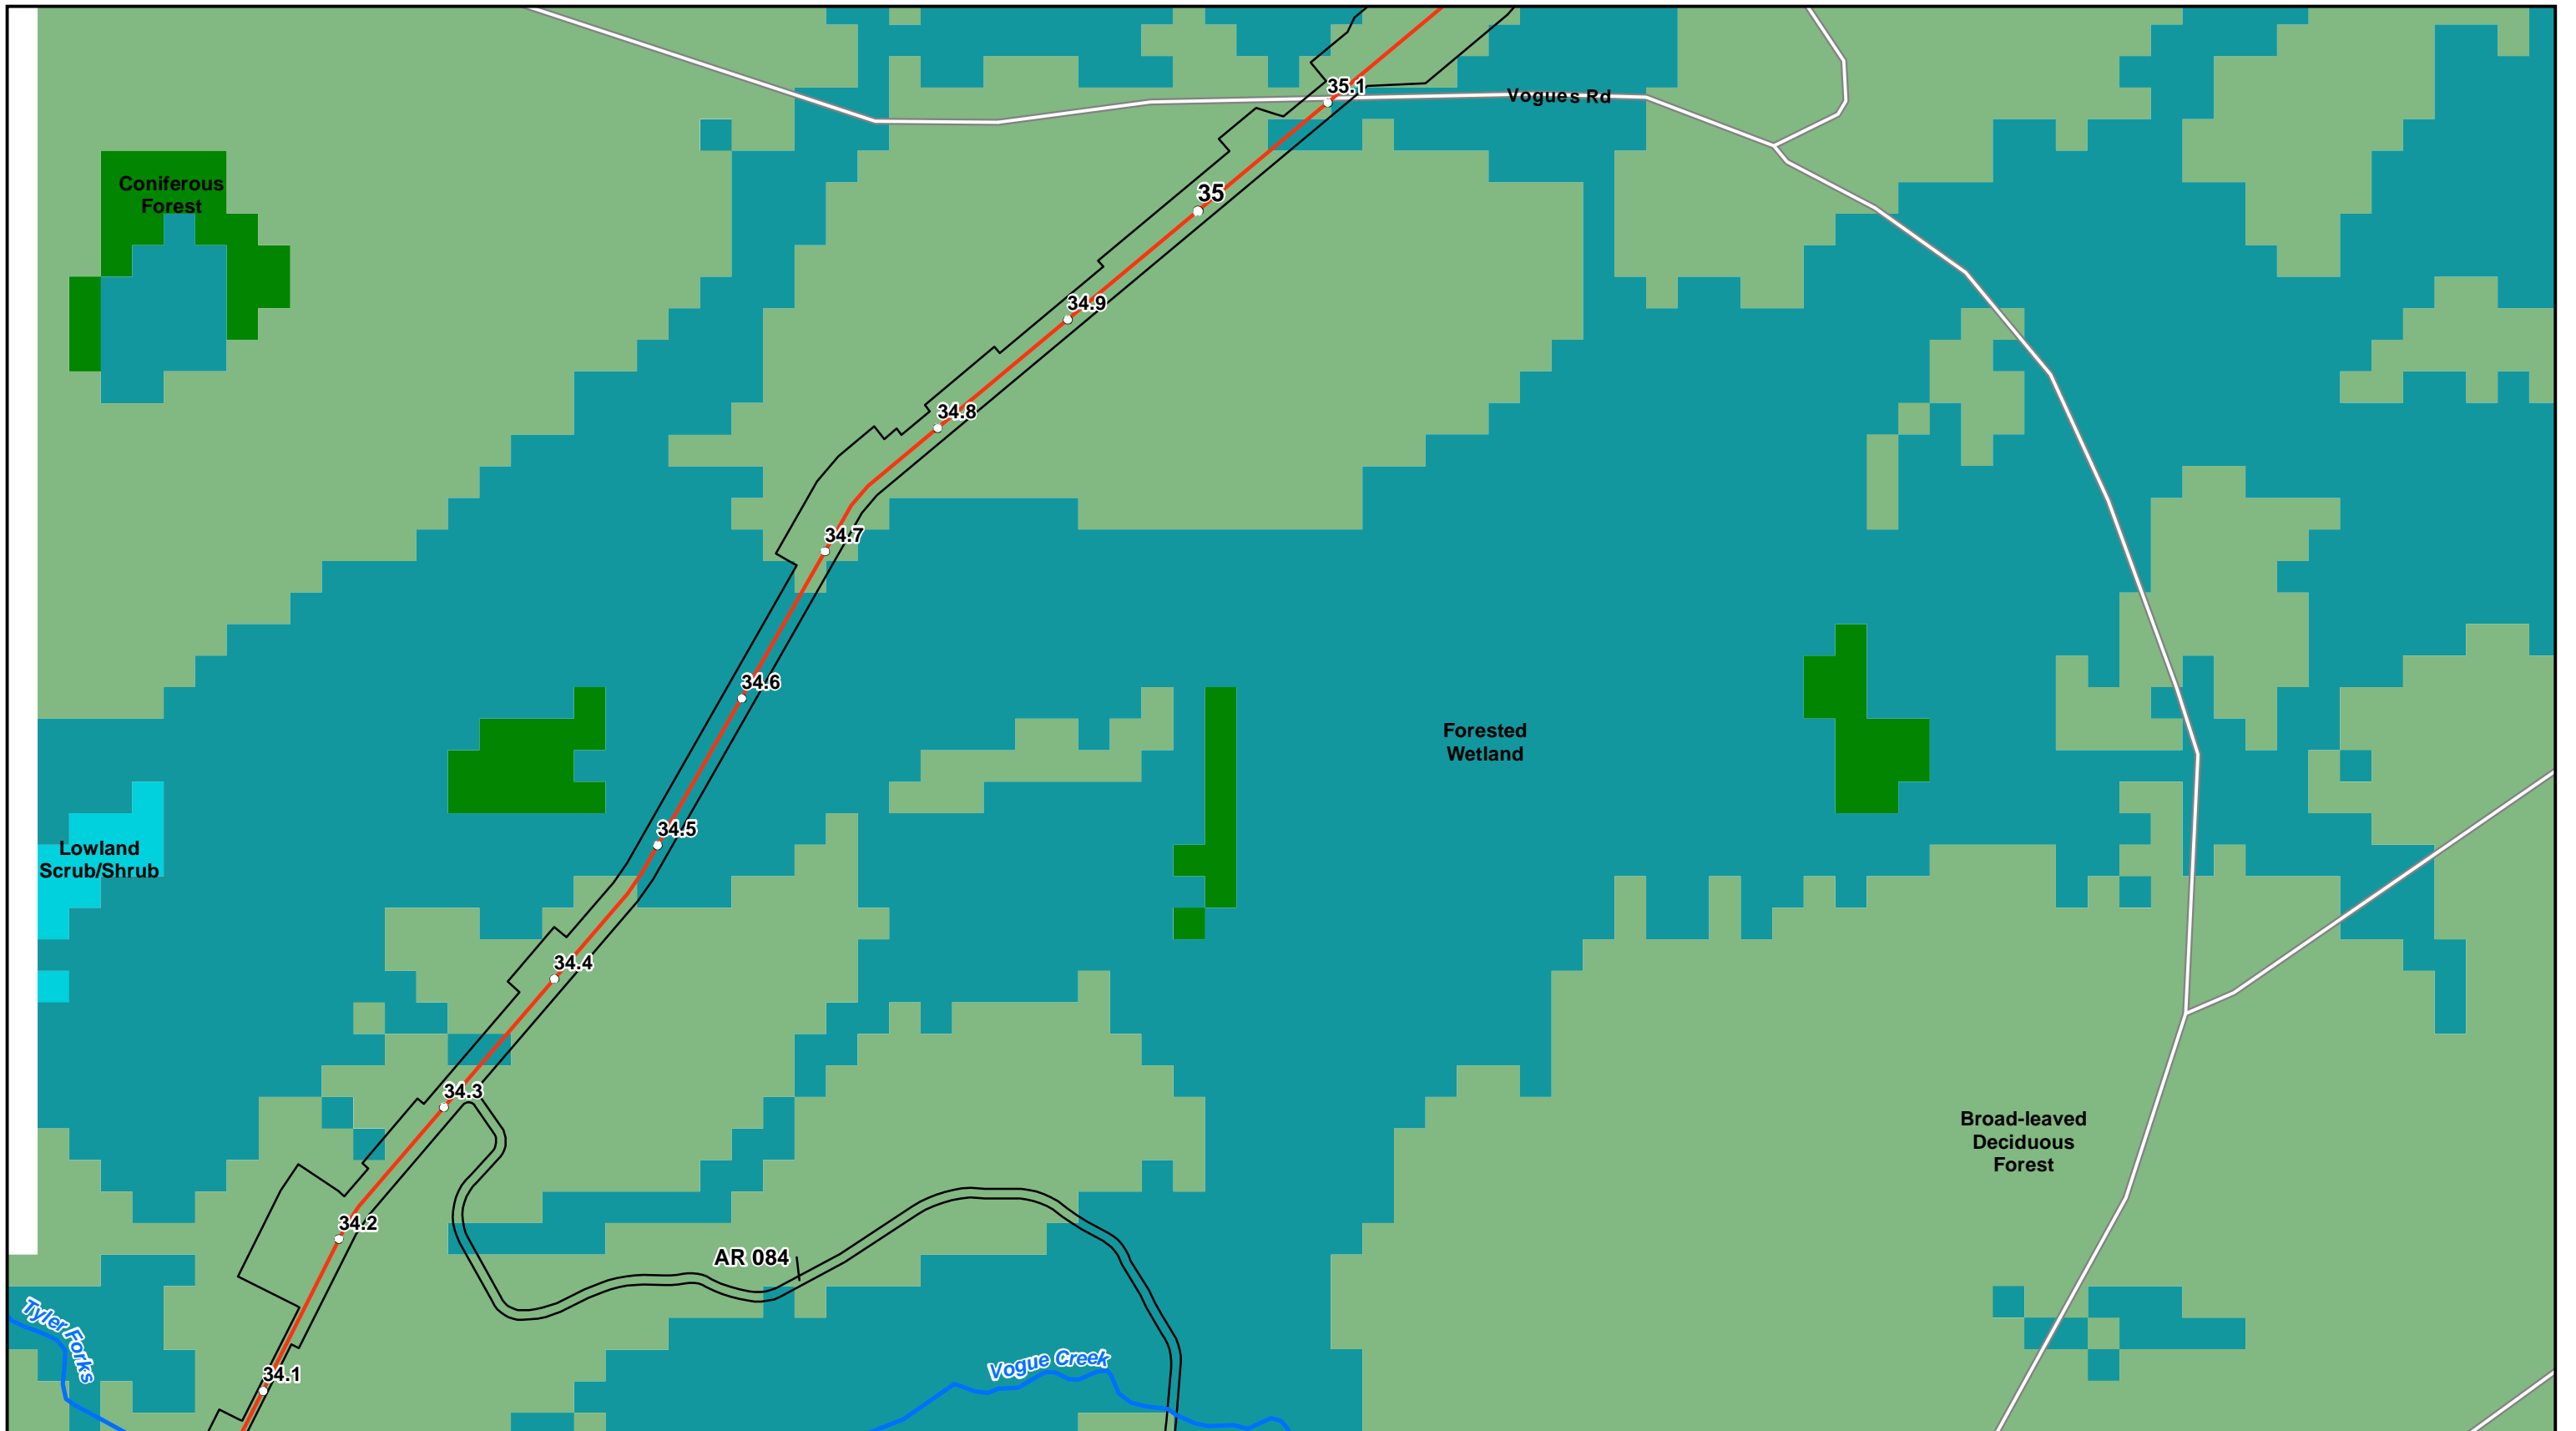 35.1
Vogues Rd
Coniferous
Forest
35
34.9
34.8
34.7
34.6
Forested
Wetland
34.5
Lowland
Scrub/Shrub
34.4
34.3
Broad-leaved
Deciduous
Forest
34.2
AR 084
Tyler Forks
Vogue Creek
34.1